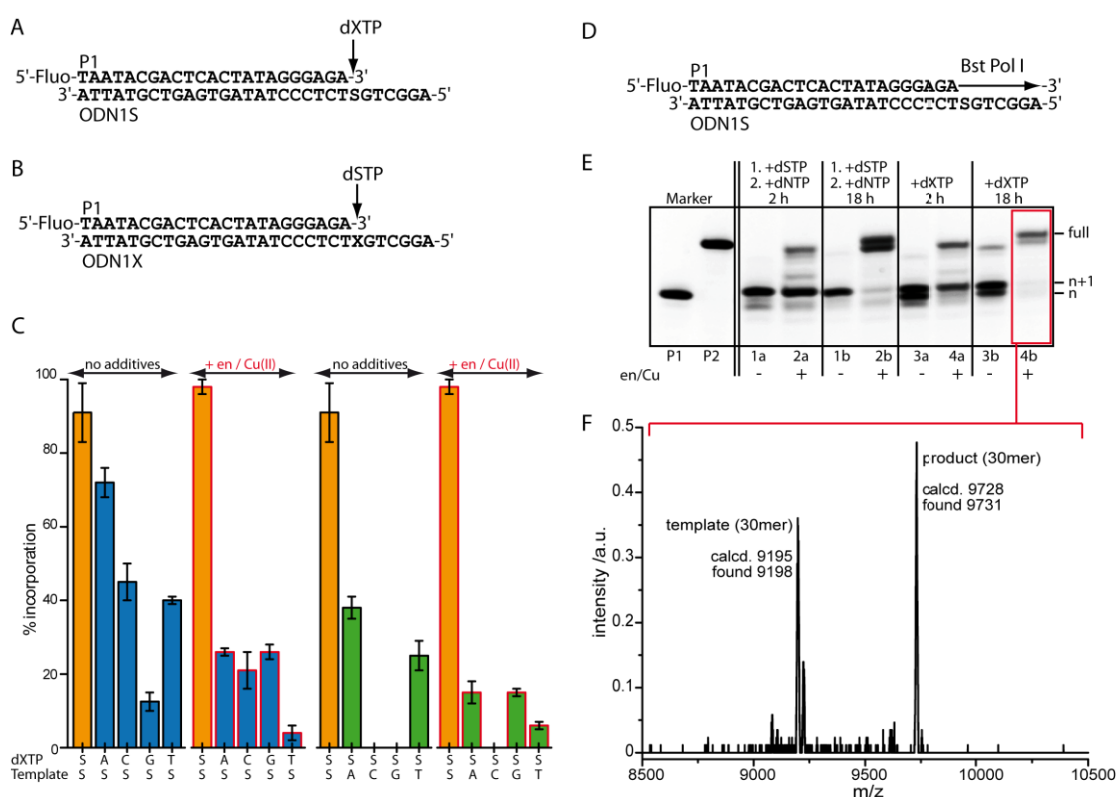 A
dXTP
P1
5'-Fluo-TAATACGACTCACTATAGGGAGA-3'
3'-ATTATGCTGAGTGATATCCCTCTSGTCGGA-5'
ODN1S
B
dSTP
P1
5'-Fluo-TAATACGACTCACTATAGGGAGA-3'
3'-ATTATGCTGAGTGATATCCCTCTXGTCGGA-5'
ODN1X
C
no additives + en / Cu(II) no additives + en / Cu(II)
% incorporation
100
80
60
40
20
0
dXTP S A C G T S A C G T S S S S S S S S S S
Template S S S S S S S S S S S A C G T S A C G T
D
P1
Bst Pol I
5'-Fluo-TAATACGACTCACTATAGGGAGA -3'
3'-ATTATGCTGAGTGATATCCCTCTSGTCGGA-5'
ODN1S
E
Marker
1. +dSTP
2. +dNTP
2 h
1. +dSTP
2. +dNTP
18 h
+dXTP
2 h
+dXTP
18 h
full
n+1
n
P1 P2 1a 2a 1b 2b 3a 4a 3b 4b
en/Cu - + - + - + - +
F
product (30mer)
calcd. 9728
found 9731
template (30mer)
calcd. 9195
found 9198
intensity /a.u.
0.5
0.4
0.3
0.2
0.1
0
8500 9000 9500 10000 10500
m/z